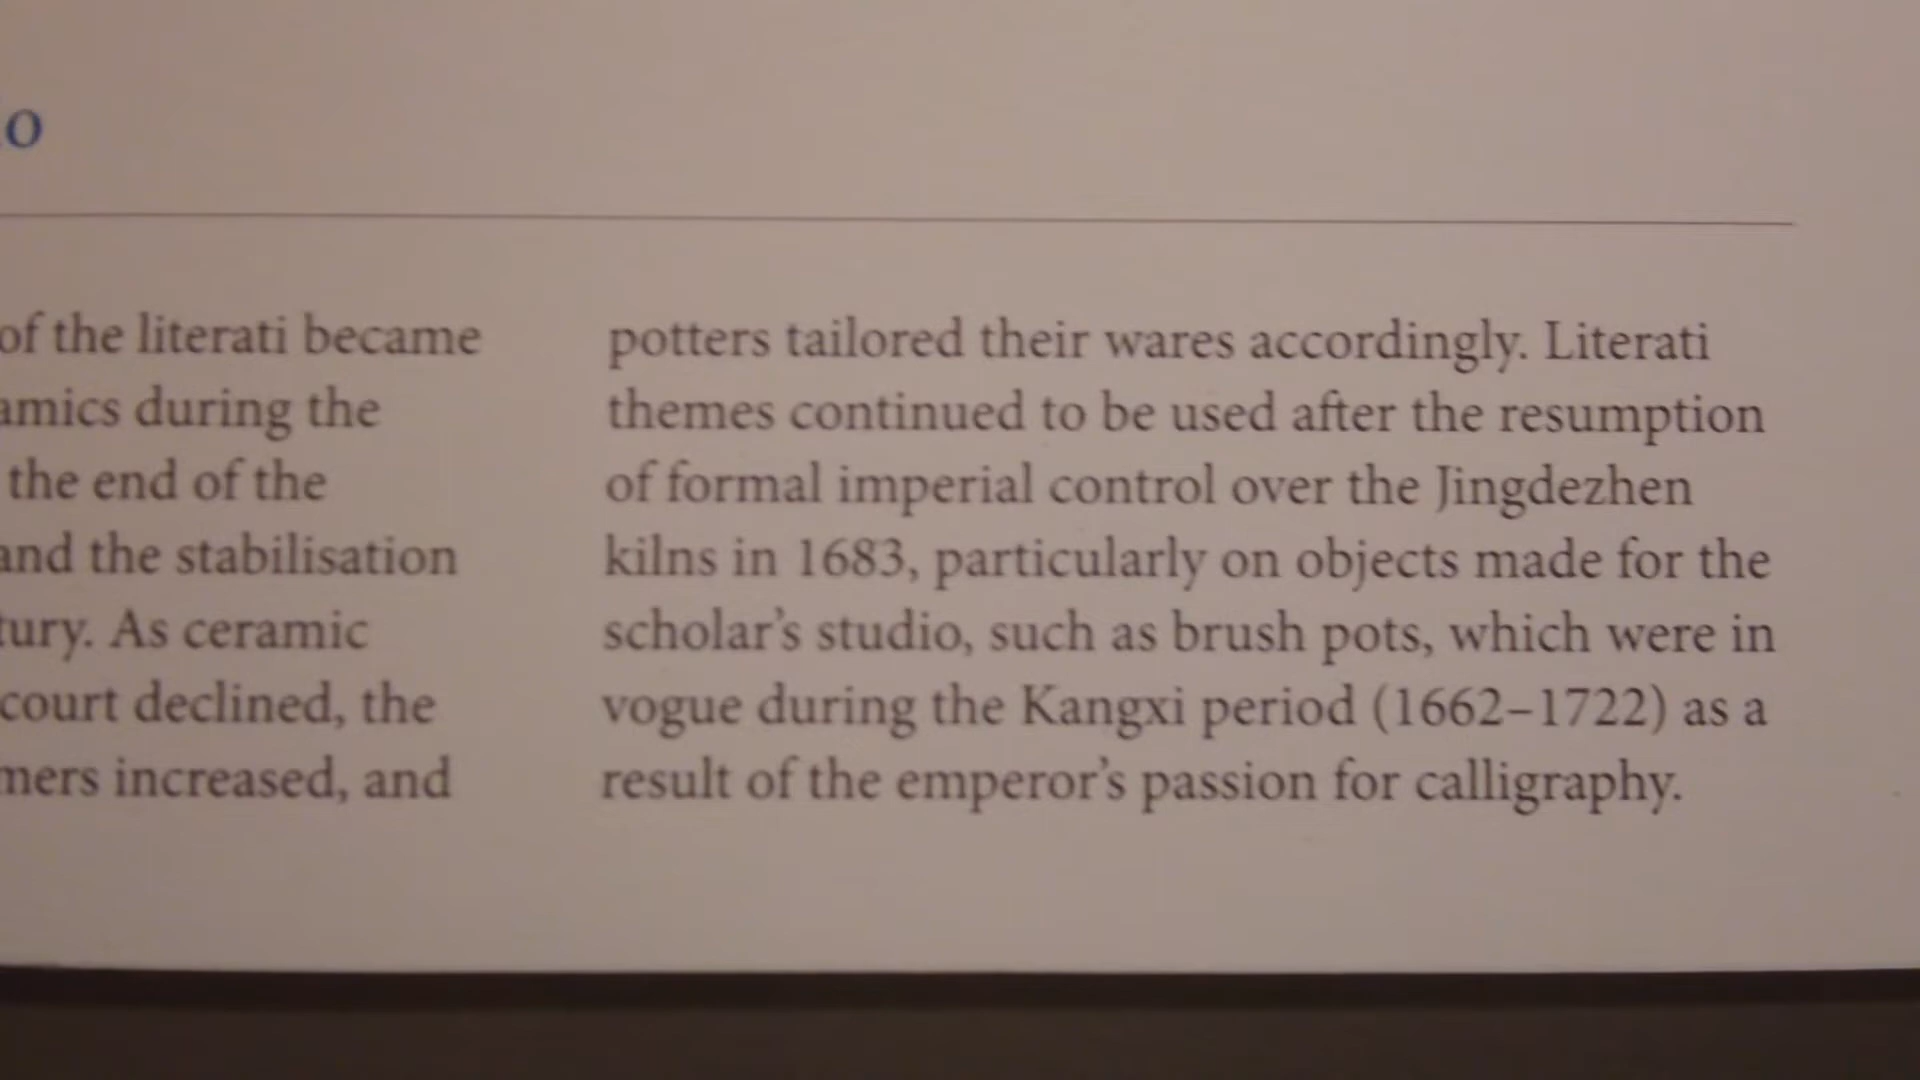 of the literati became
during the
the end of the
and the stabilisation
As ceramic
court declined, the
increased, and
potters tailored their wares accordingly. Literati
themes continued to be used after the resumption
of formal imperial control over the Jingdezhen
kilns in 1683, particularly on objects made for the
scholar’s studio, such as brush pots, which were in
vogue during the Kangxi period (1662–1722) as a
result of the emperor’s passion for calligraphy.